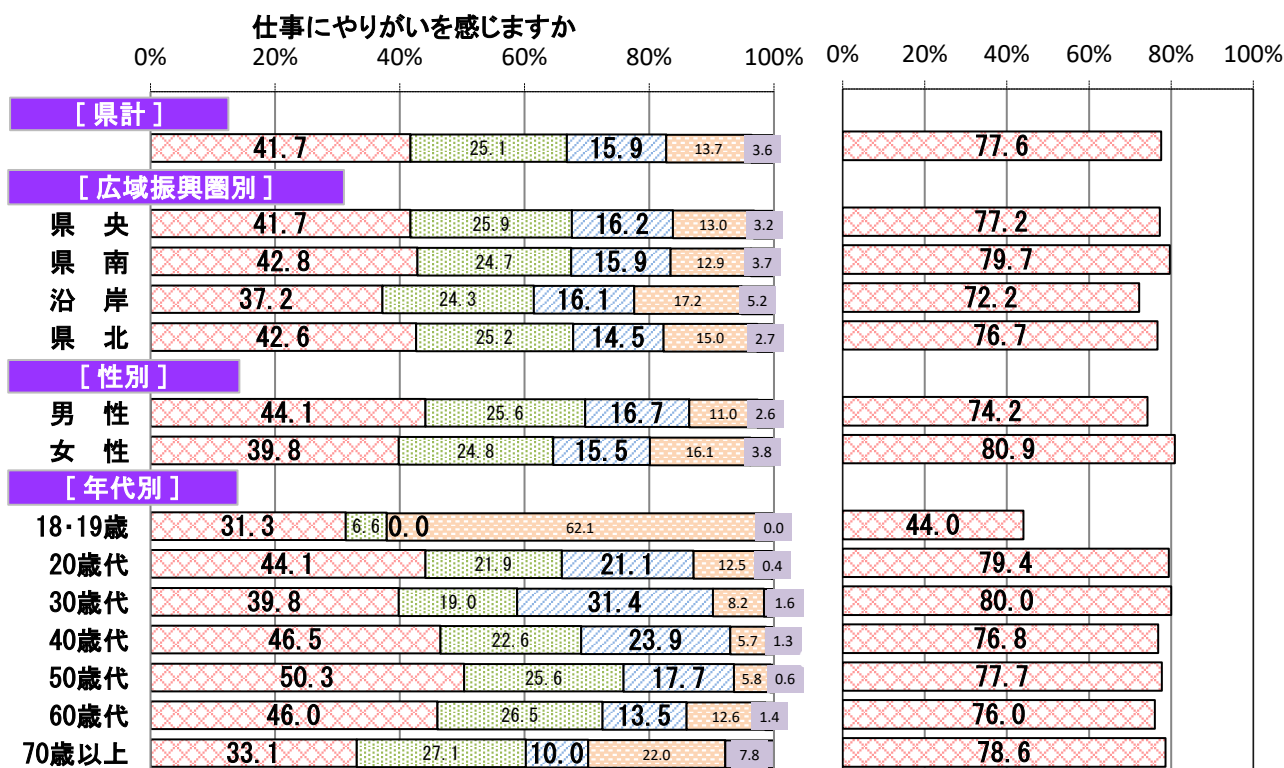 仕事にやりがいを感じますか
0% 20% 40% 60% 80% 100% 0% 20% 40% 60% 80% 100%
[ 県計 ]
41.7 25.1 15.9 13.7 3.6 77.6
[ 広域振興圏別 ]
県 央 41.7 25.9 16.2 13.0 3.2 77.2
県 南 42.8 24.7 15.9 12.9 3.7 79.7
沿 岸 37.2 24.3 16.1 17.2 5.2 72.2
県 北 42.6 25.2 14.5 15.0 2.7 76.7
[ 性別 ]
男 性 44.1 25.6 16.7 11.0 2.6 74.2
女 性 39.8 24.8 15.5 16.1 3.8 80.9
[ 年代別 ]
18・19歳 31.3 6.6 0.0 62.1 0.0 44.0
20歳代 44.1 21.9 21.1 12.5 0.4 79.4
30歳代 39.8 19.0 31.4 8.2 1.6 80.0
40歳代 46.5 22.6 23.9 5.7 1.3 76.8
50歳代 50.3 25.6 17.7 5.8 0.6 77.7
60歳代 46.0 26.5 13.5 12.6 1.4 76.0
70歳以上 33.1 27.1 10.0 22.0 7.8 78.6